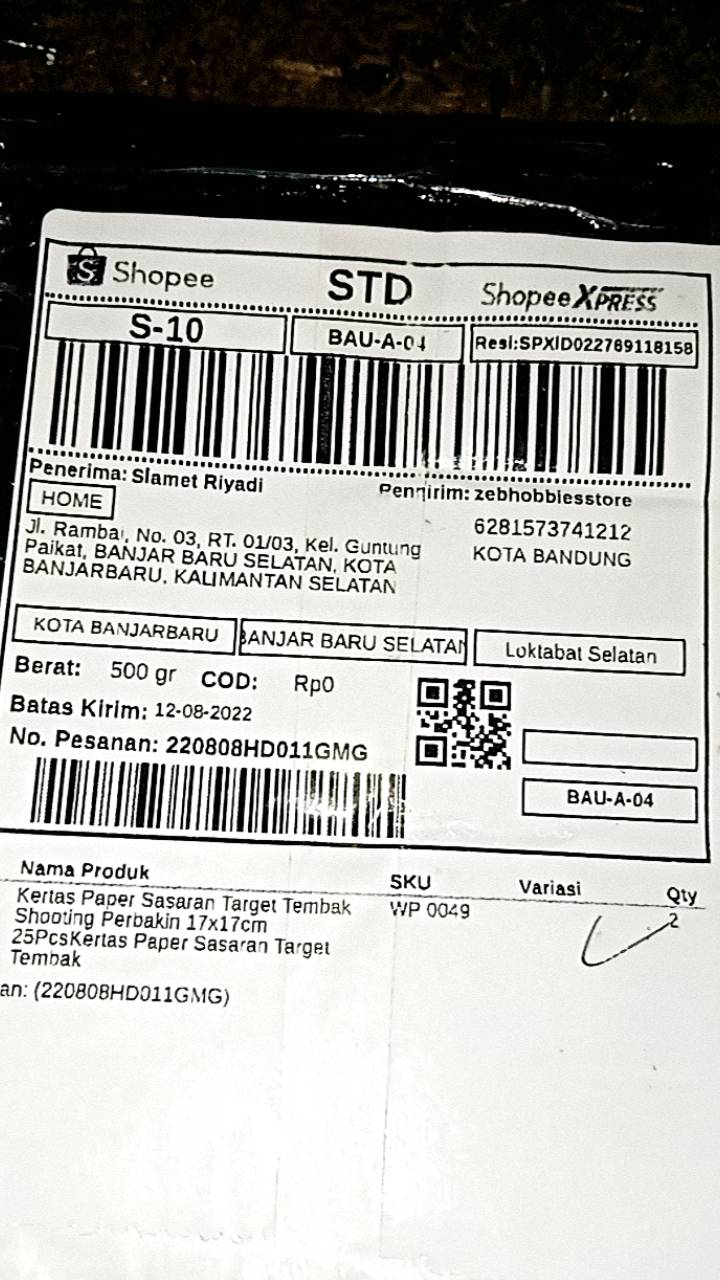 Shopee
STD
Shopee XPRESS
S-10
BAU-A-04
Resi:SPXID022769118158
Penerima: Slamet Riyadi
Pengirim: zebhobbiesstore
HOME
6281573741212
KOTA BANDUNG
Jl. Rambai, No. 03, RT. 01/03, Kel. Guntung
Paikat, BANJAR BARU SELATAN, KOTA
BANJARBARU, KALIMANTAN SELATAN
KOTA BANJARBARU
BANJAR BARU SELATAN
Loktabat Selatan
Berat: 500 gr COD: Rp0
Batas Kirim: 12-08-2022
No. Pesanan: 220808HD011GMG
BAU-A-04
Nama Produk SKU Variasi Qty
Kertas Paper Sasaran Target Tembak WP 0049 2
Shooting Perbakin 17x17cm
25PcsKertas Paper Sasaran Target
Tembak
an: (220808HD011GMG)